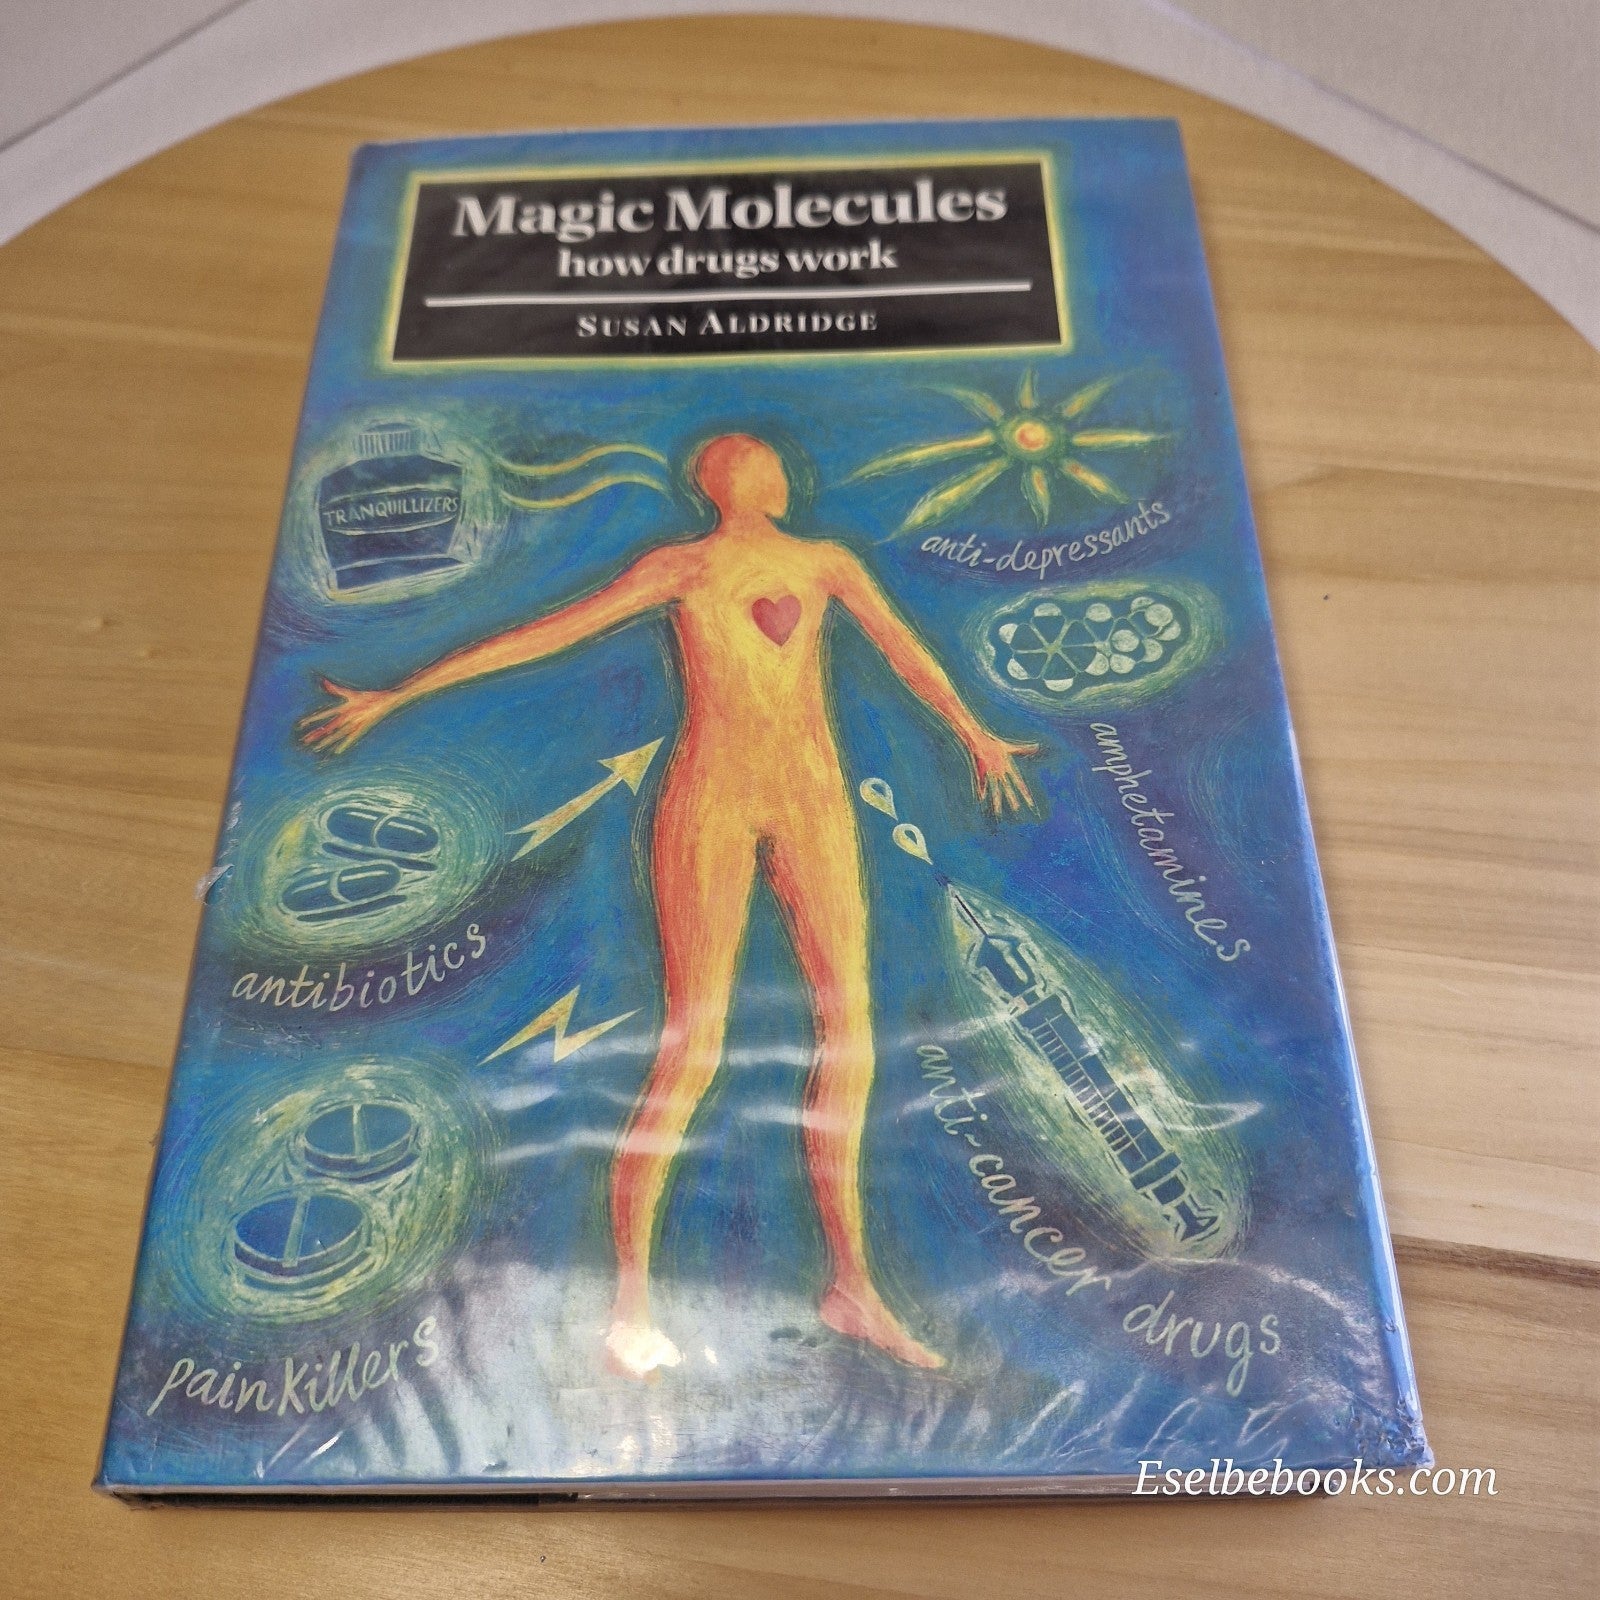 Magic Molecules
how drugs work
SUSAN ALDRIDGE
TRANQUILLIZERS
anti-depressants
amphetamines
antibiotics
anti-cancer drugs
painkillers
Eselbebooks.com